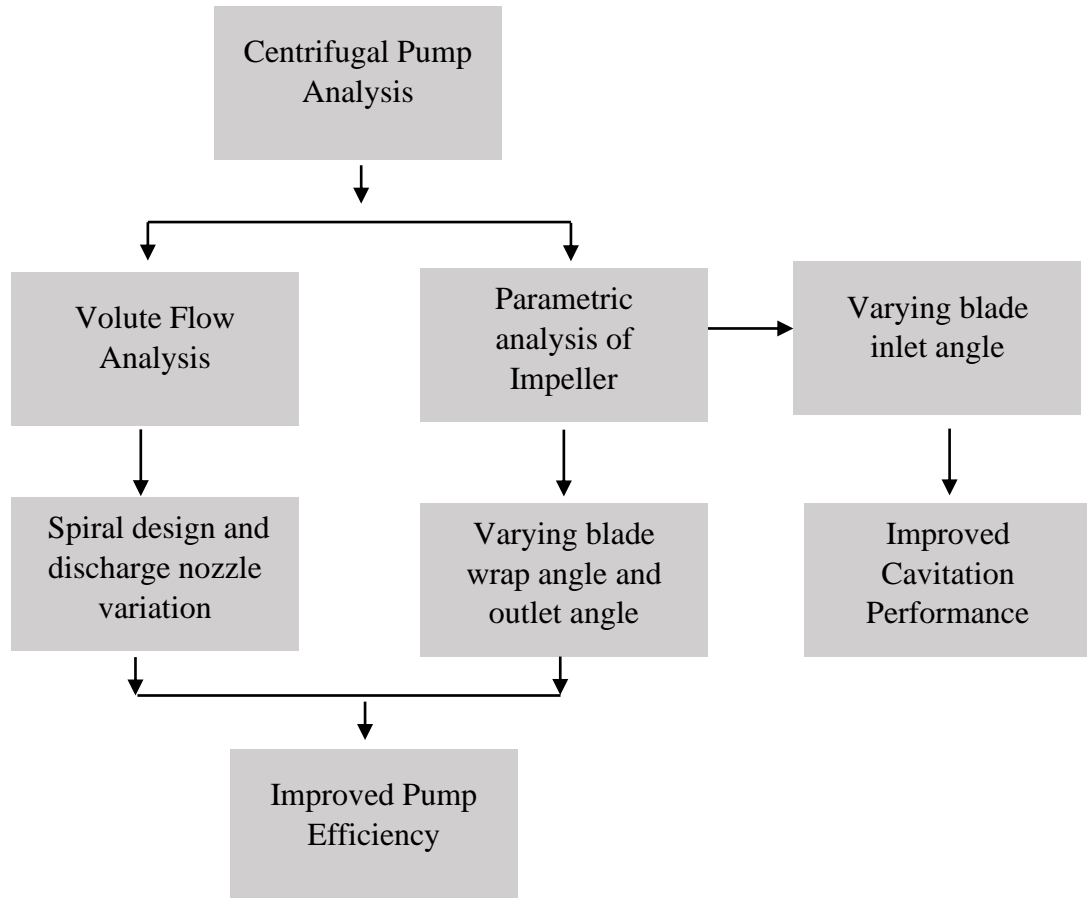 Centrifugal Pump
Analysis
Volute Flow
Analysis
Parametric
analysis of
Impeller
Varying blade
inlet angle
Spiral design and
discharge nozzle
variation
Varying blade
wrap angle and
outlet angle
Improved
Cavitation
Performance
Improved Pump
Efficiency